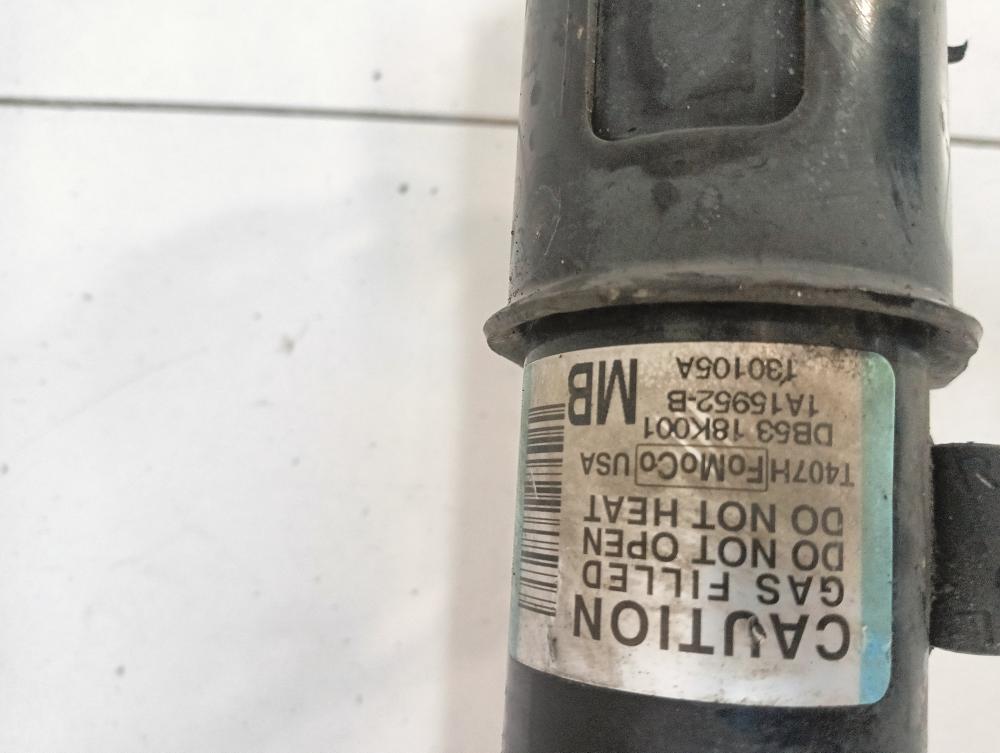 CAUTION
GAS FILLED
DO NOT OPEN
DO NOT HEAT
T407H FoMoCo USA
DB53 18K001
1A15952-B
130105A
MB